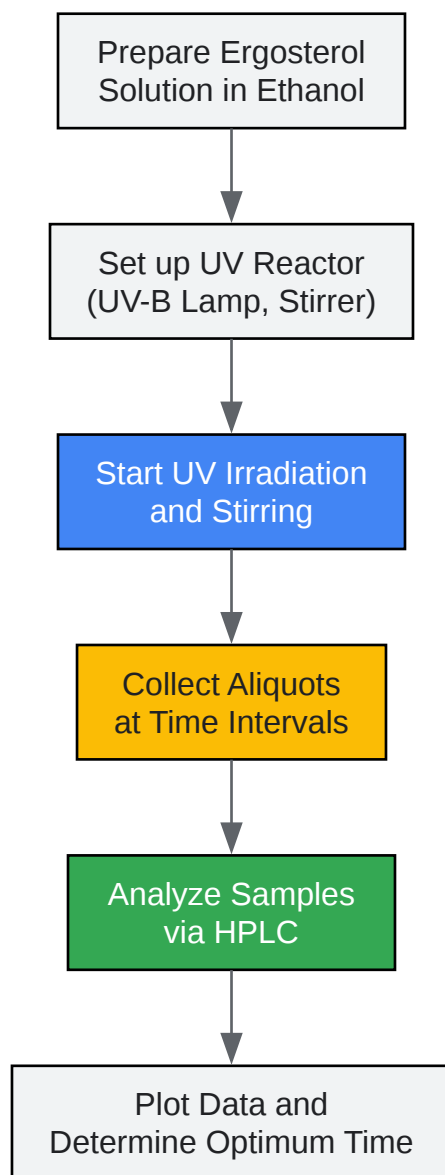 Prepare Ergosterol
Solution in Ethanol
Set up UV Reactor
(UV-B Lamp, Stirrer)
Start UV Irradiation
and Stirring
Collect Aliquots
at Time Intervals
Analyze Samples
via HPLC
Plot Data and
Determine Optimum Time